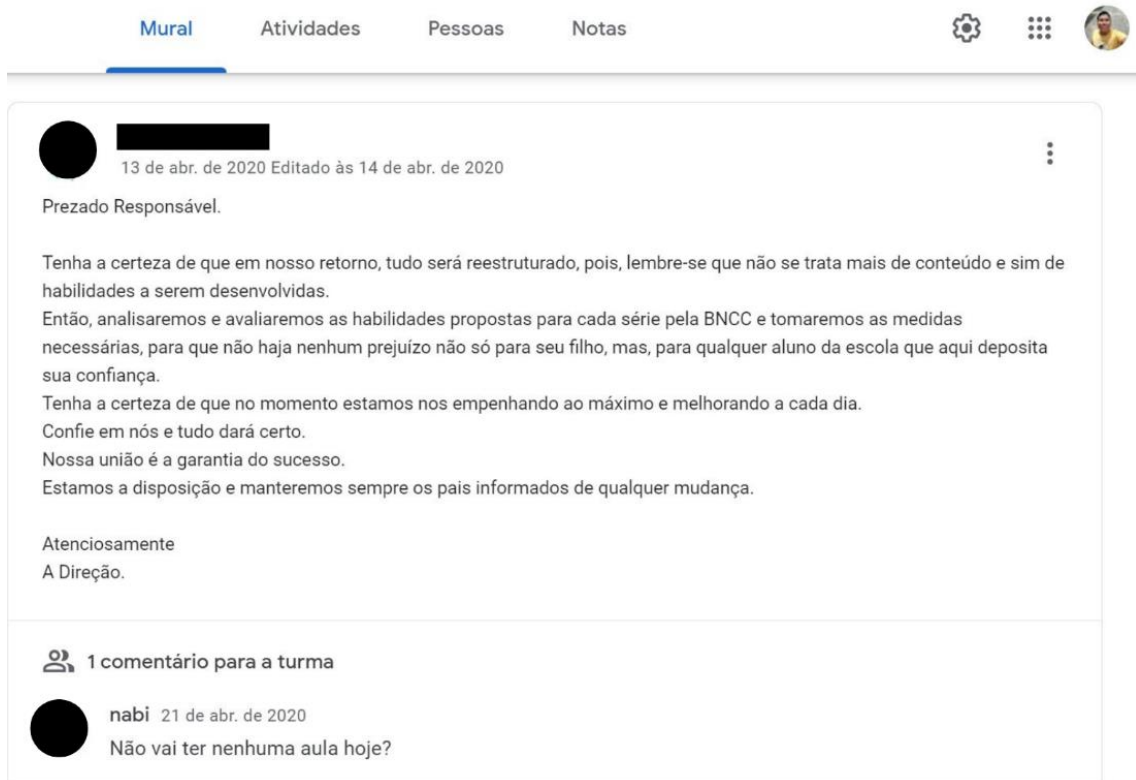 Mural Atividades Pessoas Notas
13 de abr. de 2020 Editado às 14 de abr. de 2020
Prezado Responsável.
Tenha a certeza de que em nosso retorno, tudo será reestruturado, pois, lembre-se que não se trata mais de conteúdo e sim de
habilidades a serem desenvolvidas.
Então, analisaremos e avaliaremos as habilidades propostas para cada série pela BNCC e tomaremos as medidas
necessárias, para que não haja nenhum prejuízo não só para seu filho, mas, para qualquer aluno da escola que aqui deposita
sua confiança.
Tenha a certeza de que no momento estamos nos empenhando ao máximo e melhorando a cada dia.
Confie em nós e tudo dará certo.
Nossa união é a garantia do sucesso.
Estamos a disposição e manteremos sempre os pais informados de qualquer mudança.
Atenciosamente
A Direção.
1 comentário para a turma
nabi 21 de abr. de 2020
Não vai ter nenhuma aula hoje?